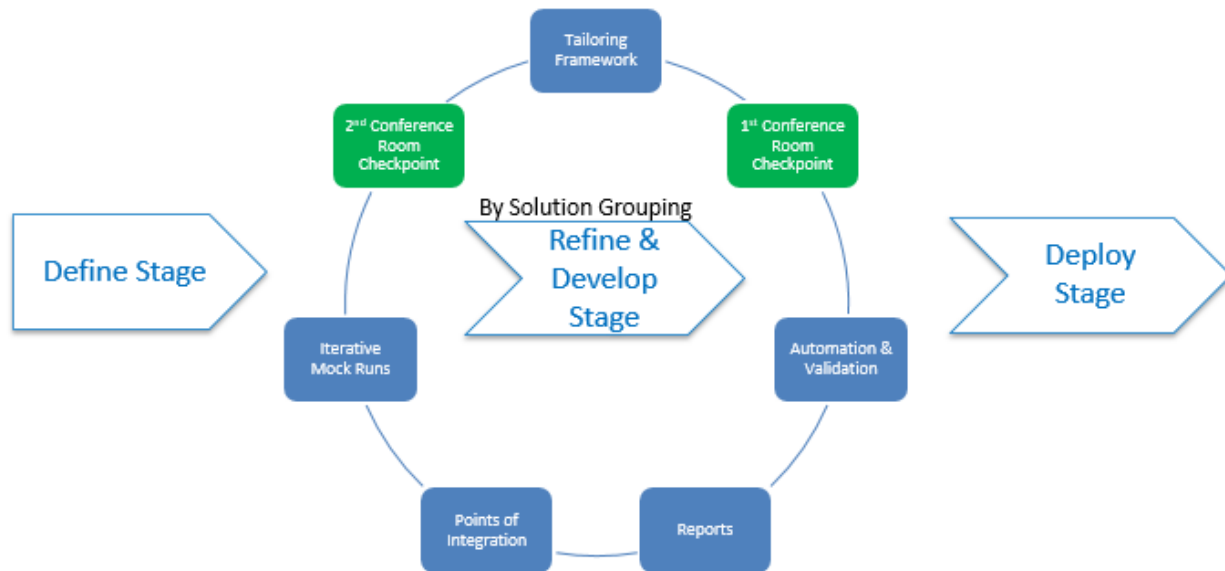 Tailoring
Framework
2nd Conference
Room
Checkpoint
1st Conference
Room
Checkpoint
By Solution Grouping
Define Stage
Refine &
Develop
Stage
Deploy
Stage
Iterative
Mock Runs
Automation &
Validation
Points of
Integration
Reports